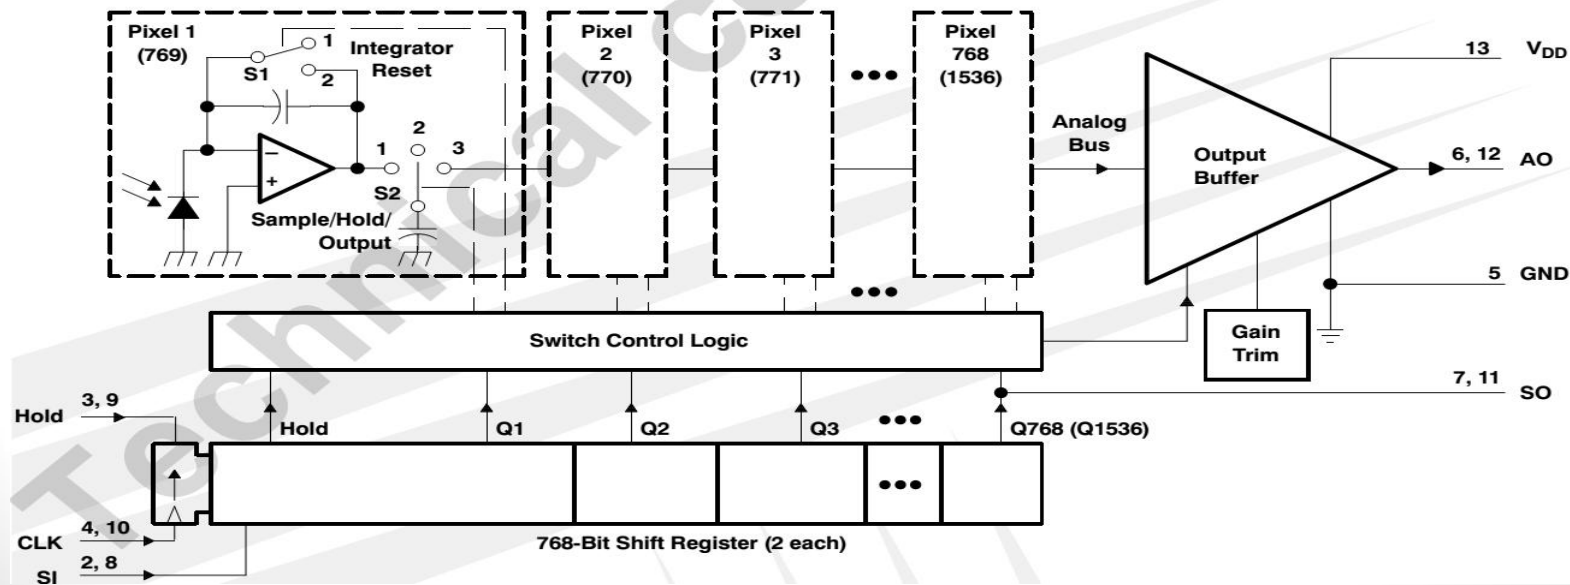 Pixel 1
(769)
1
Integrator
Reset
S1
2
1
2
3
S2
Sample/Hold/
Output
−
+
Pixel
2
(770)
Pixel
3
(771)
Pixel
768
(1536)
Analog
Bus
Output
Buffer
13 VDD
6, 12 AO
5 GND
Gain
Trim
7, 11 SO
Switch Control Logic
Hold 3, 9
Hold
Q1
Q2
Q3
Q768 (Q1536)
CLK 4, 10
SI 2, 8
768-Bit Shift Register (2 each)
Technical c